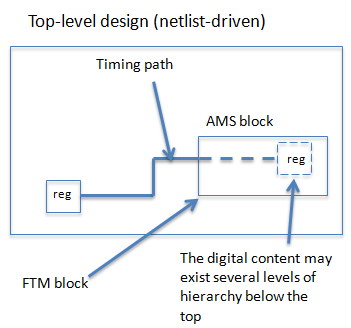 Top-level design (netlist-driven)
Timing path
AMS block
reg
reg
FTM block
The digital content may
exist several levels of
hierarchy below the
top